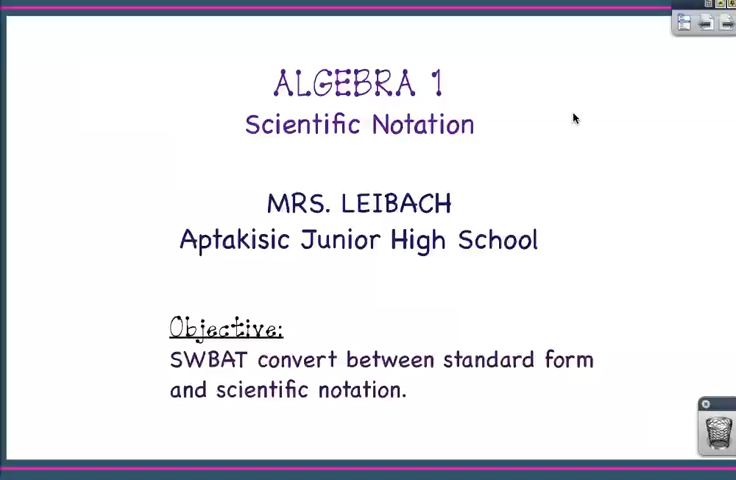 ALGEBRA 1
Scientific Notation
MRS. LEIBACH
Aptakisic Junior High School
Objective:
SWBAT convert between standard form
and scientific notation.